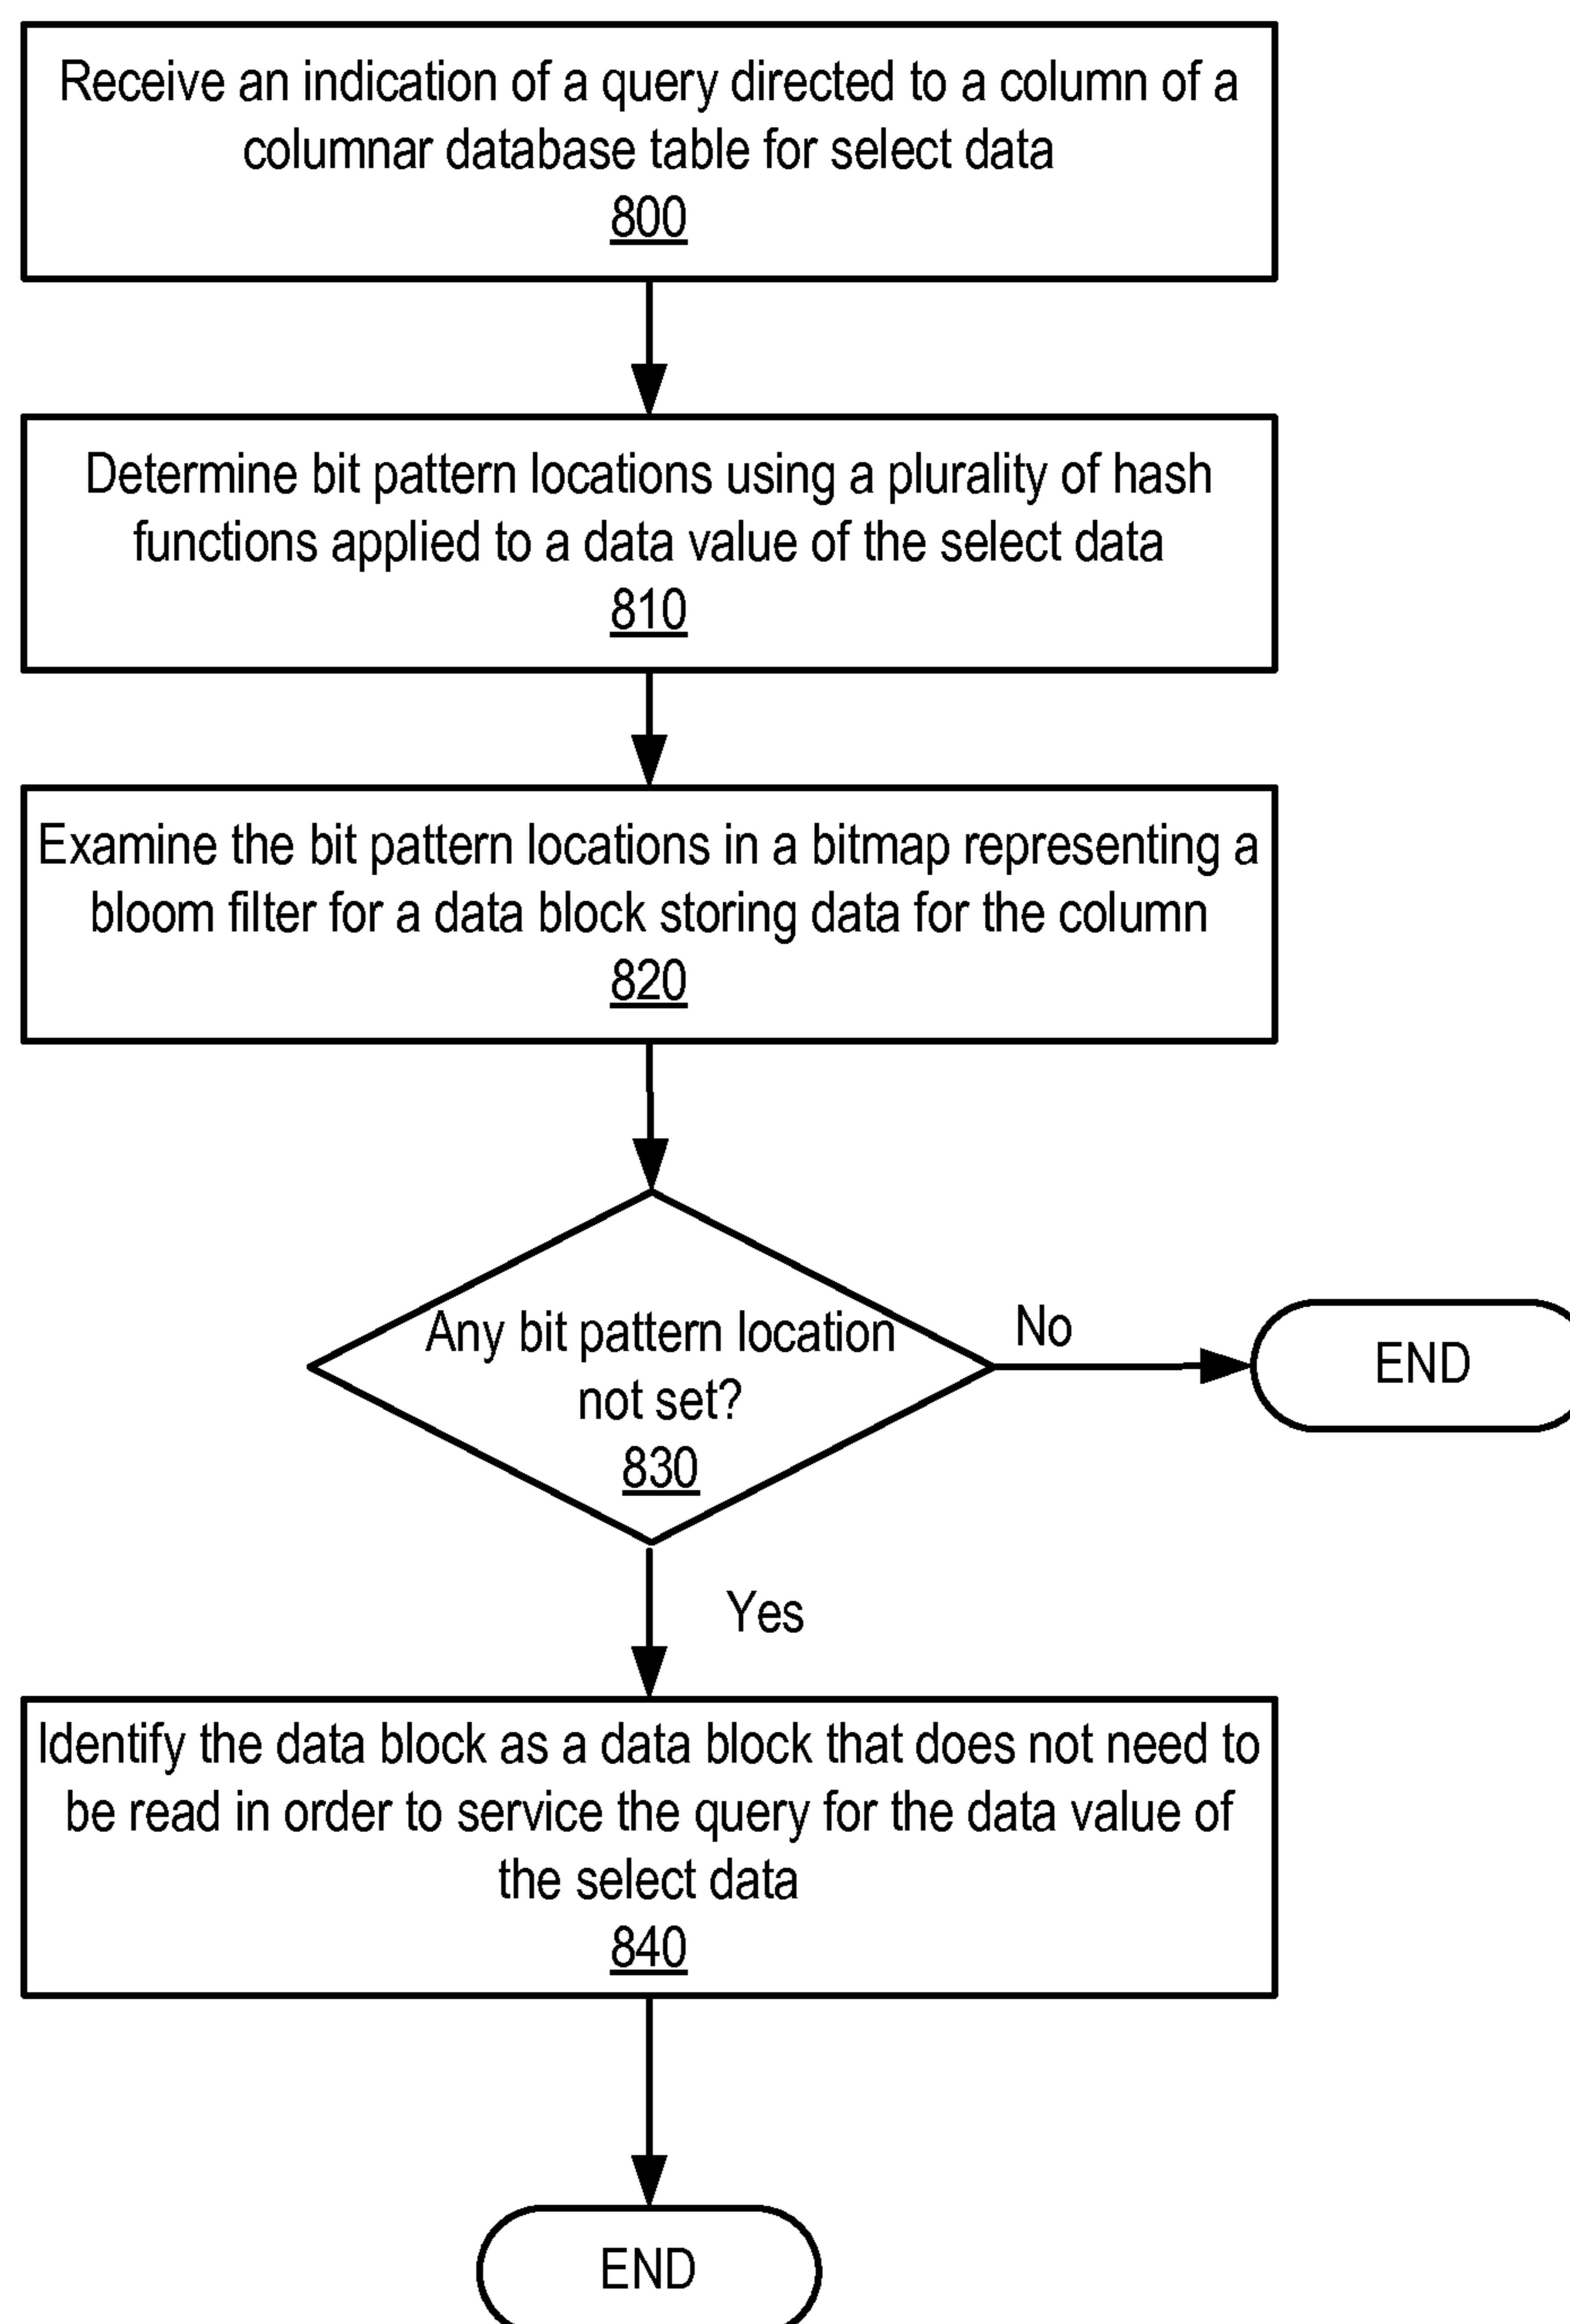 Receive an indication of a query directed to a column of a
columnar database table for select data
800
Determine bit pattern locations using a plurality of hash
functions applied to a data value of the select data
810
Examine the bit pattern locations in a bitmap representing a
bloom filter for a data block storing data for the column
820
Any bit pattern location
not set?
830
No
END
Yes
Identify the data block as a data block that does not need to
be read in order to service the query for the data value of
the select data
840
END